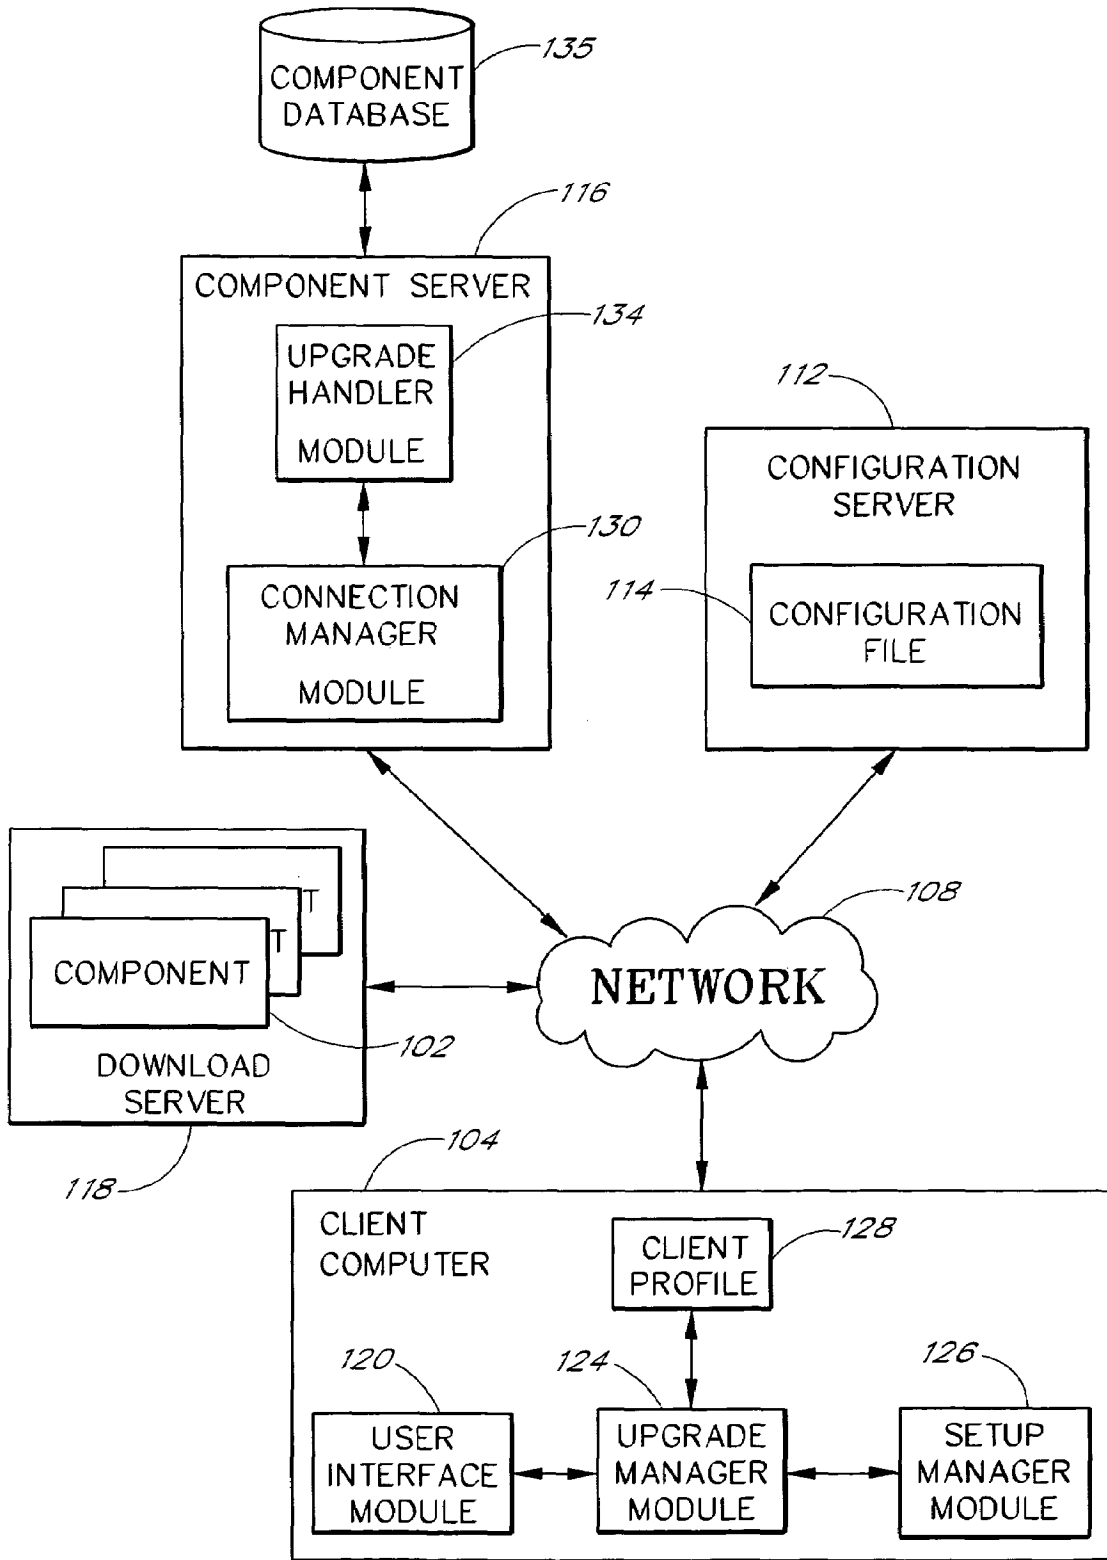 135
COMPONENT
DATABASE
116
COMPONENT SERVER
134
UPGRADE
HANDLER
MODULE
112
CONFIGURATION
SERVER
130
CONNECTION
MANAGER
MODULE
114
CONFIGURATION
FILE
108
NETWORK
T
T
COMPONENT
102
DOWNLOAD
SERVER
118
104
CLIENT
COMPUTER
CLIENT
PROFILE
128
120
124
126
USER
INTERFACE
MODULE
UPGRADE
MANAGER
MODULE
SETUP
MANAGER
MODULE